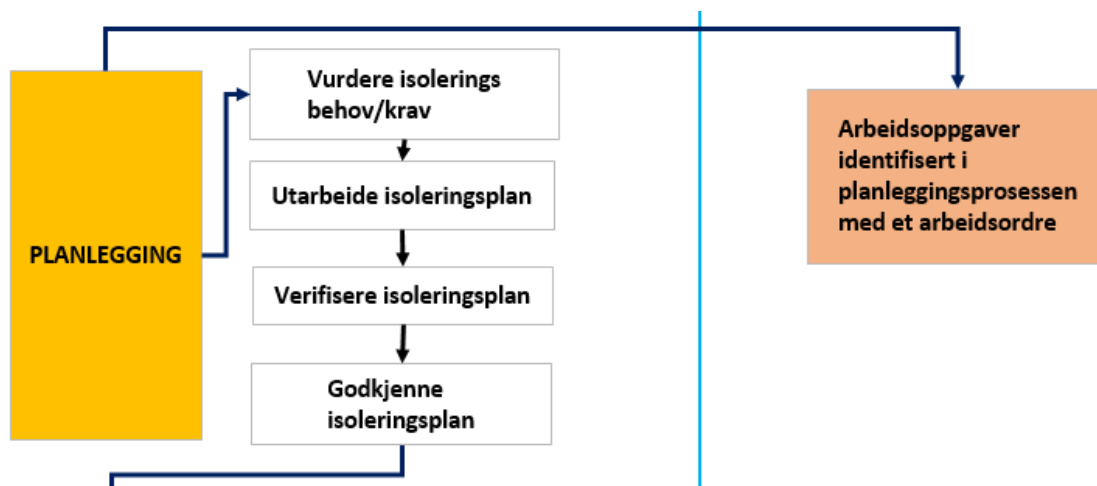 PLANLEGGING
Vurdere isolerings
behov/krav
Utarbeide isoleringsplan
Verifisere isoleringsplan
Godkjenne
isoleringsplan
Arbeidsoppgaver
identifisert i
planleggingsprosessen
med et arbeidsordre